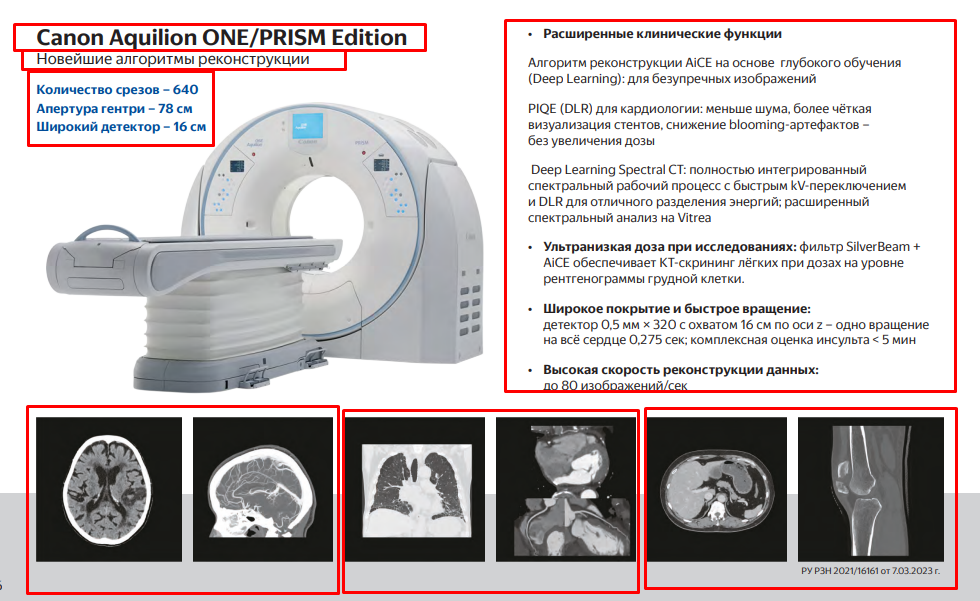 Canon Aquilion ONE/PRISM Edition
Новейшие алгоритмы реконструкции
Количество срезов – 640
Апертура гентри – 78 см
Широкий детектор – 16 см
• Расширенные клинические функции
Алгоритм реконструкции AiCE на основе глубокого обучения
(Deep Learning): для безупречных изображений
PIQE (DLR) для кардиологии: меньше шума, более чёткая
визуализация стентов, снижение blooming-артефактов –
без увеличения дозы
Deep Learning Spectral CT: полностью интегрированный
спектральный рабочий процесс с быстрым kV-переключением
и DLR для отличного разделения энергий; расширенный
спектральный анализ на Vitrea
• Ультранизкая доза при исследованиях: фильтр SilverBeam +
AiCE обеспечивает КТ-скрининг лёгких при дозах на уровне
рентгенограммы грудной клетки.
• Широкое покрытие и быстрое вращение:
детектор 0,5 мм × 320 с охватом 16 см по оси z – одно вращение
на всё сердце 0,275 сек; комплексная оценка инсульта < 5 мин
• Высокая скорость реконструкции данных:
до 80 изображений/сек
РУ РЗН 2021/16161 от 7.03.2023 г.